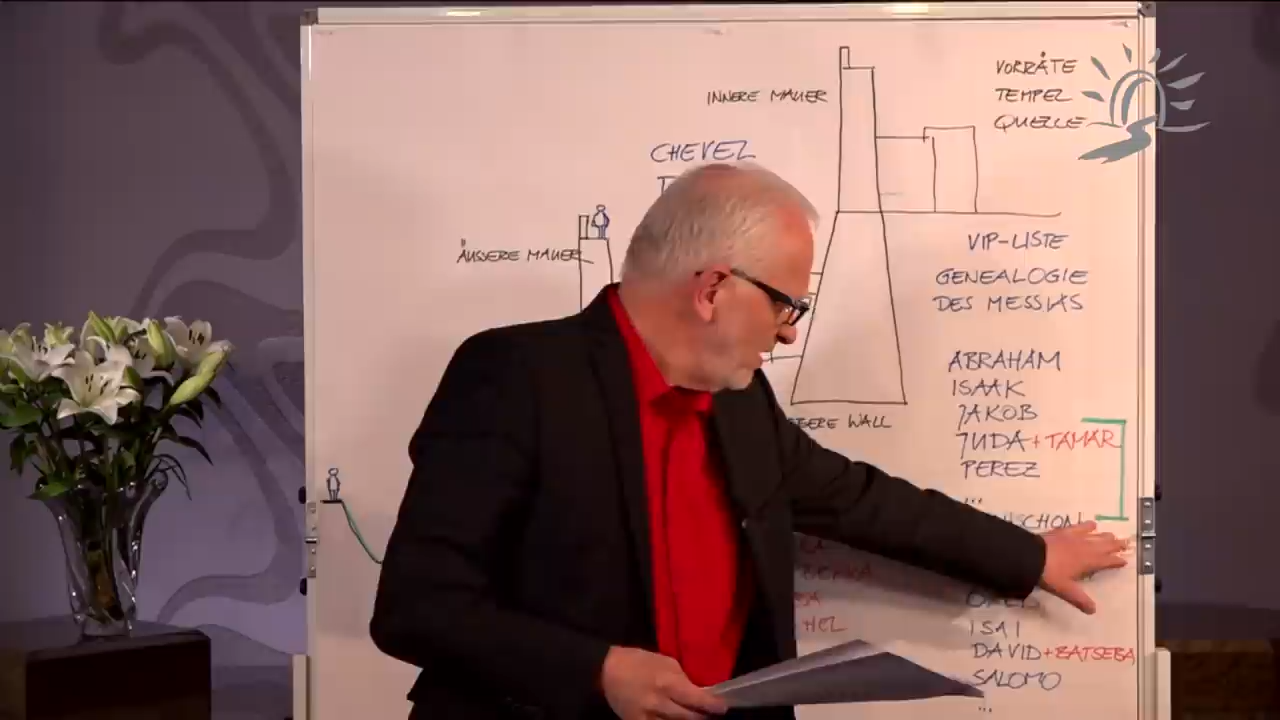 INNERE MAUER
VORRÄTE
TEMPEL
QUELLE
CHEVEL
ÄUSSERE MAUER
VIP-LISTE
GENEALOGIE
DES MESSIAS
ABRAHAM
ISAAK
JAKOB
JUDA + TAMAR
PEREZ
...
WALL
ISAI
DAVID + BATSEBA
SALOMO
...